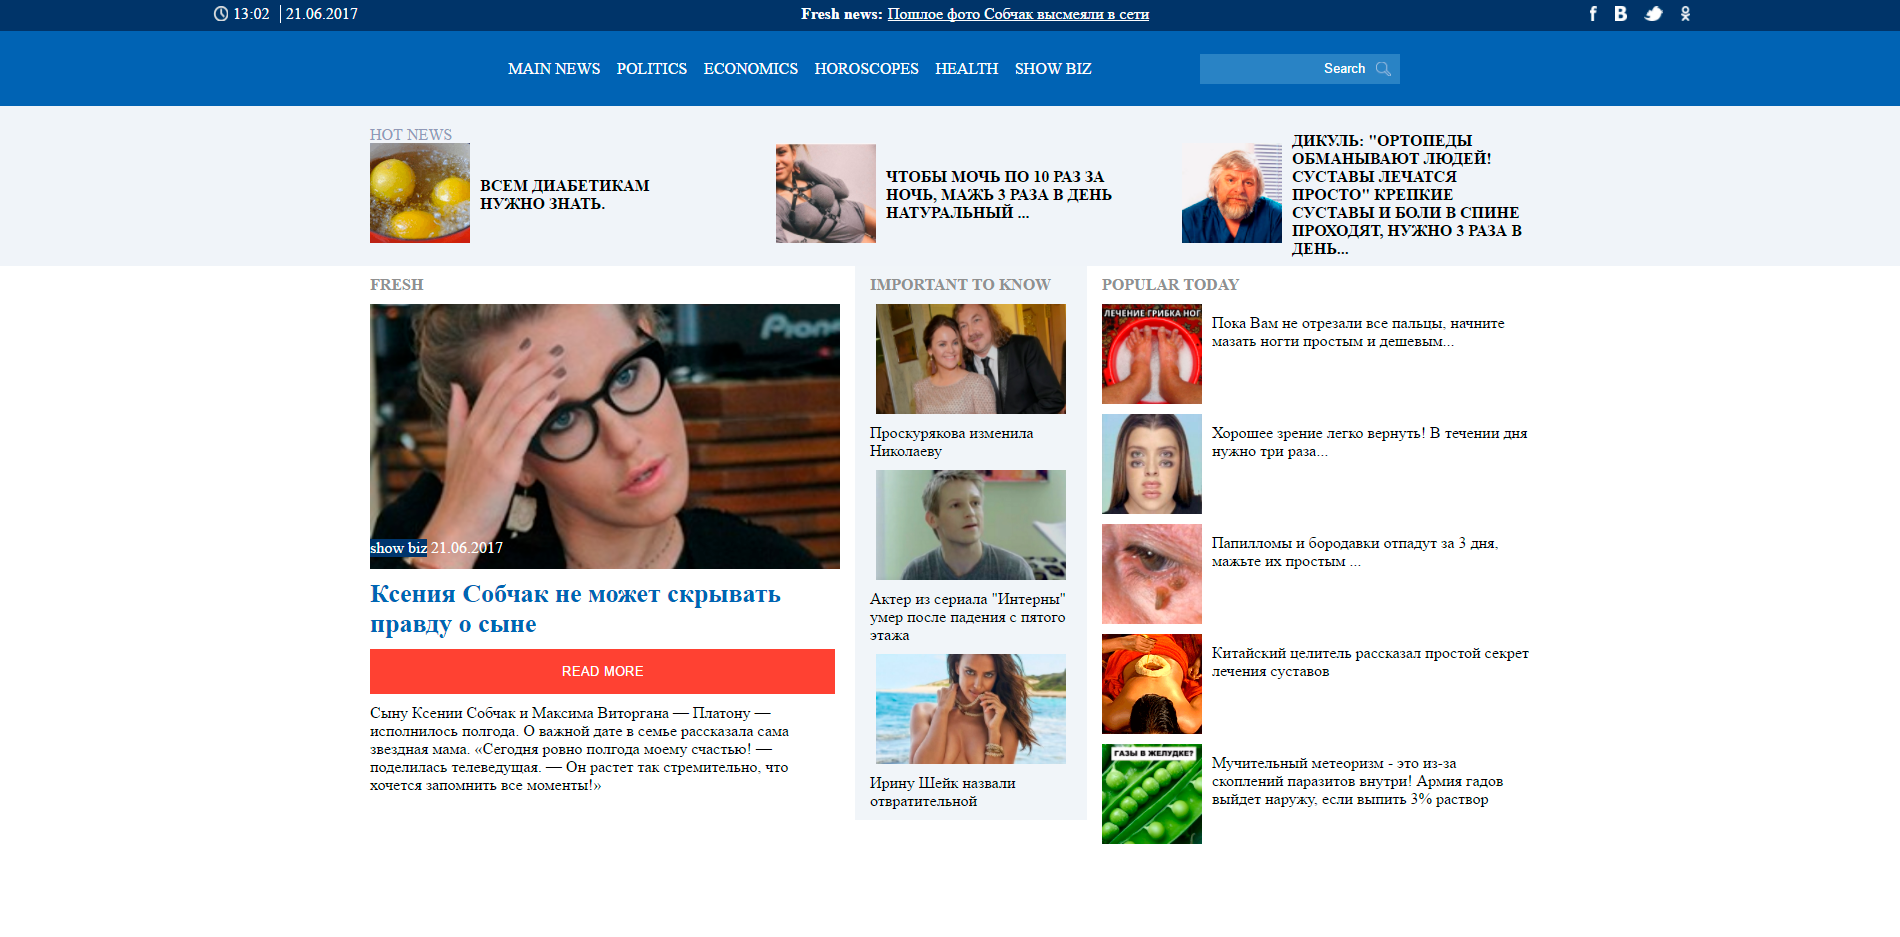 13:02 21.06.2017
Fresh news: Пошлое фото Собчак высмеяли в сети
MAIN NEWS POLITICS ECONOMICS HOROSCOPES HEALTH SHOW BIZ
Search
HOT NEWS
ВСЕМ ДИАБЕТИКАМ
НУЖНО ЗНАТЬ.
ЧТОБЫ МОЧЬ ПО 10 РАЗ ЗА
НОЧЬ, МАЖЬ 3 РАЗА В ДЕНЬ
НАТУРАЛЬНЫЙ ...
ДИКУЛЬ: "ОРТОПЕДЫ
ОБМАНЫВАЮТ ЛЮДЕЙ!
СУСТАВЫ ЛЕЧАТСЯ
ПРОСТО" КРЕПКИЕ
СУСТАВЫ И БОЛИ В СПИНЕ
ПРОХОДЯТ, НУЖНО 3 РАЗА В
ДЕНЬ...
FRESH
Pione
show biz 21.06.2017
Ксения Собчак не может скрывать
правду о сыне
READ MORE
Сыну Ксении Собчак и Максима Виторгана — Платону —
исполнилось полгода. О важной дате в семье рассказала сама
звездная мама. «Сегодня ровно полгода моему счастью! —
поделилась телеведущая. — Он растет так стремительно, что
хочется запомнить все моменты!»
IMPORTANT TO KNOW
Проскурякова изменила
Николаеву
Актер из сериала "Интерны"
умер после падения с пятого
этажа
Ирину Шейк назвали
отвратительной
POPULAR TODAY
ЛЕЧЕНИЕ ГРИБКА НОГ
Пока Вам не отрезали все пальцы, начните
мазать ногти простым и дешевым...
Хорошее зрение легко вернуть! В течении дня
нужно три раза...
Папилломы и бородавки отпадут за 3 дня,
мажьте их простым ...
Китайский целитель рассказал простой секрет
лечения суставов
ГАЗЫ В ЖЕЛУДКЕ?
Мучительный метеоризм - это из-за
скоплений паразитов внутри! Армия гадов
выйдет наружу, если выпить 3% раствор